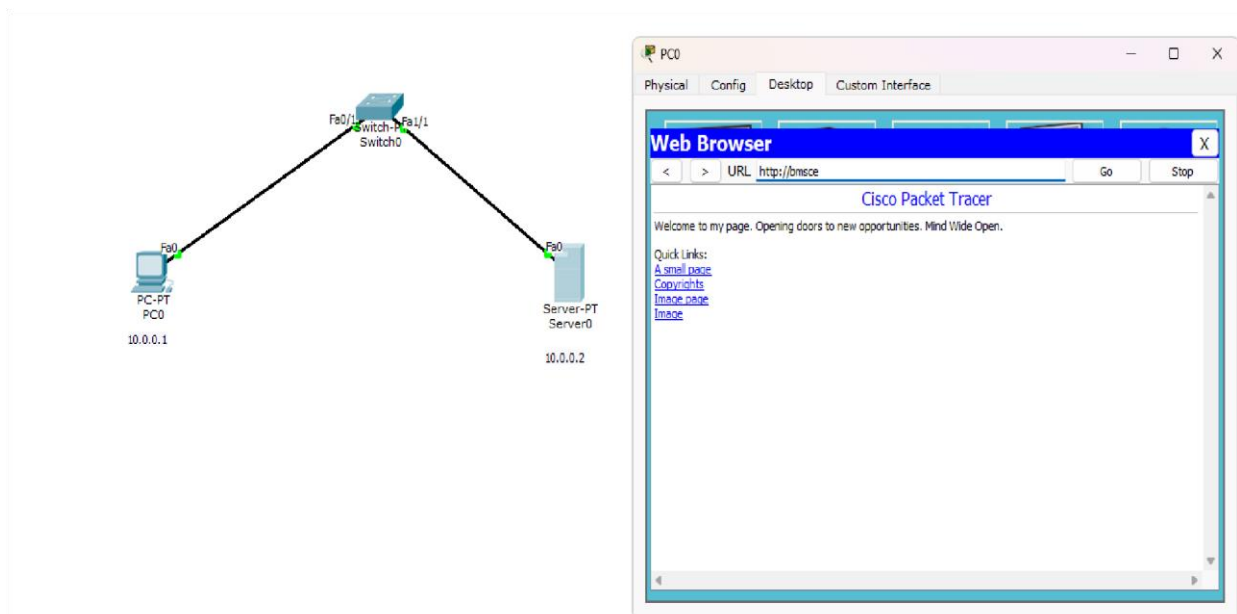 Fa0/1
Fa1/1
Switch-P
Switch0
Fa0
PC-PT
PC0
10.0.0.1
Fa0
Server-PT
Server0
10.0.0.2
PC0
Physical Config Desktop Custom Interface
Web Browser X
< > URL http://bmsce Go Stop
Cisco Packet Tracer
Welcome to my page. Opening doors to new opportunities. Mind Wide Open.
Quick Links:
A small page
Copyrights
Image page
Image